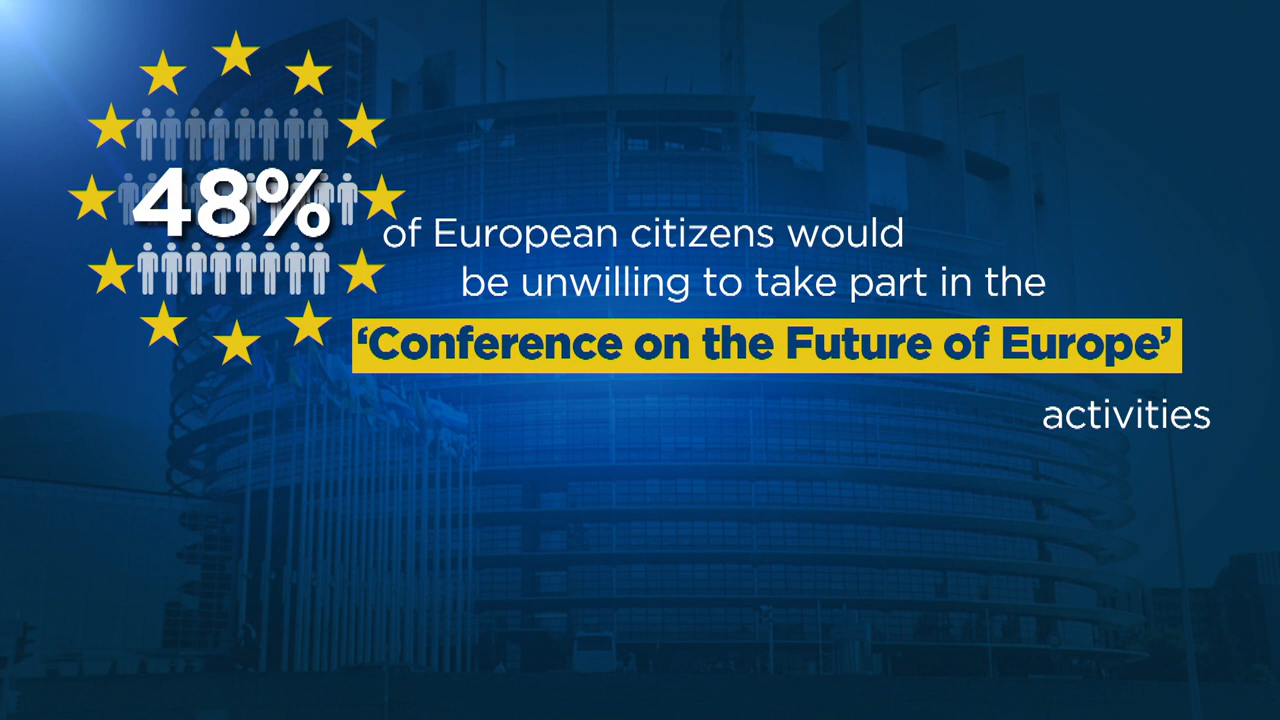 48%
of European citizens would
be unwilling to take part in the
‘Conference on the Future of Europe’
activities